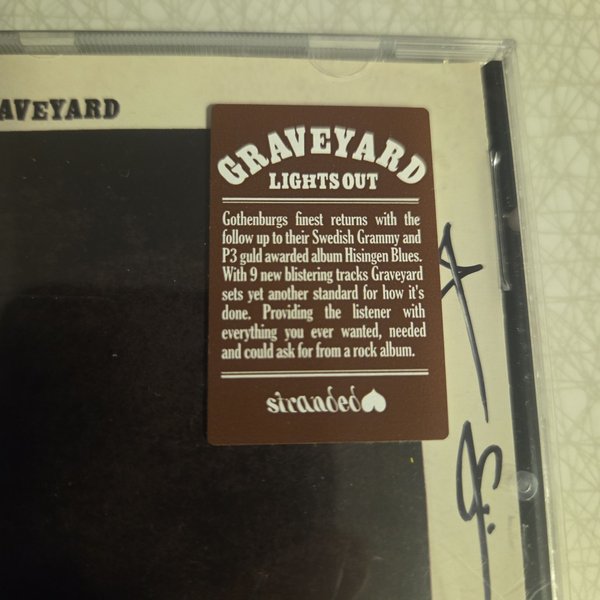 AVEYARD
GRAVEYARD
LIGHTS OUT
Gothenburgs finest returns with the
follow up to their Swedish Grammy and
P3 guld awarded album Hisingen Blues.
With 9 new blistering tracks Graveyard
sets yet another standard for how it's
done. Providing the listener with
everything you ever wanted, needed
and could ask for from a rock album.
stranded